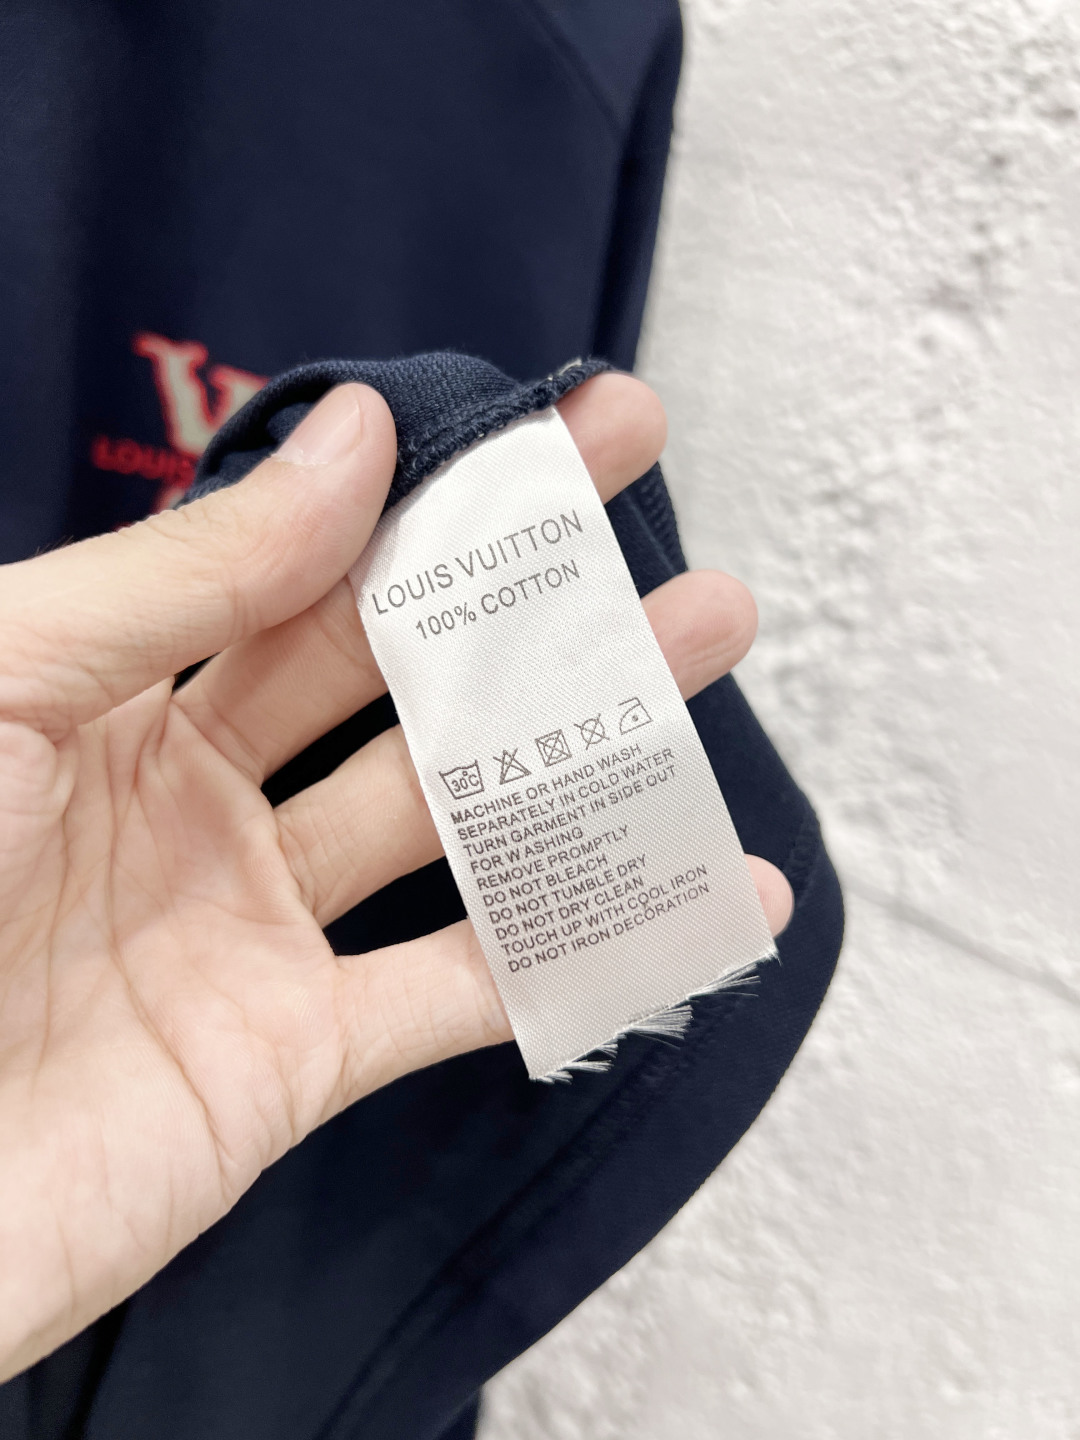 LOUIS
LOUIS VUITTON
100% COTTON
30°C
MACHINE OR HAND WASH
SEPARATELY IN COLD WATER
TURN GARMENT IN SIDE OUT
FOR WASHING
REMOVE PROMPTLY
DO NOT BLEACH
DO NOT TUMBLE DRY
DO NOT DRY CLEAN
TOUCH UP WITH COOL IRON
DO NOT IRON DECORATION